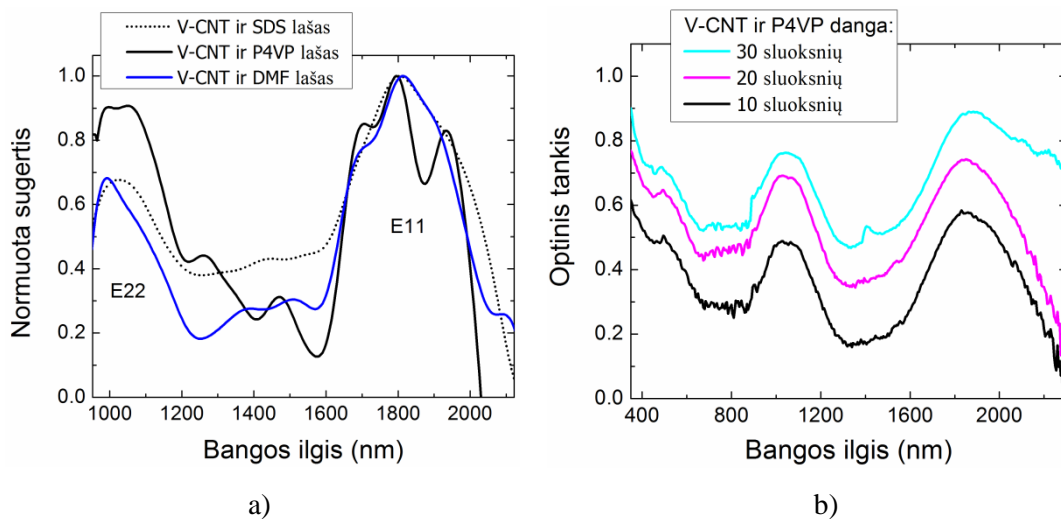 V-CNT ir SDS lašas
V-CNT ir P4VP lašas
V-CNT ir DMF lašas
Normuota sugertis
1.0
0.8
0.6
0.4
0.2
0.0
E22
E11
1000 1200 1400 1600 1800 2000
Bangos ilgis (nm)
a)
V-CNT ir P4VP danga:
30 sluoksnių
20 sluoksnių
10 sluoksnių
Optinis tankis
1.0
0.8
0.6
0.4
0.2
0.0
400 800 1200 1600 2000
Bangos ilgis (nm)
b)